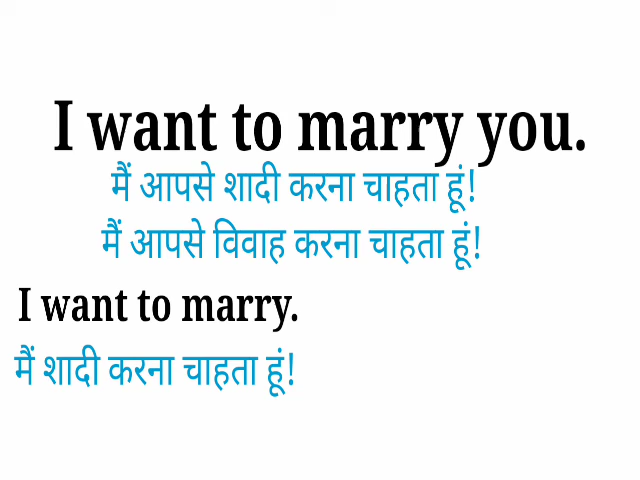 I want to marry you.
मैं आपसे शादी करना चाहता हूं!
मैं आपसे विवाह करना चाहता हूं!
I want to marry.
मैं शादी करना चाहता हूं!